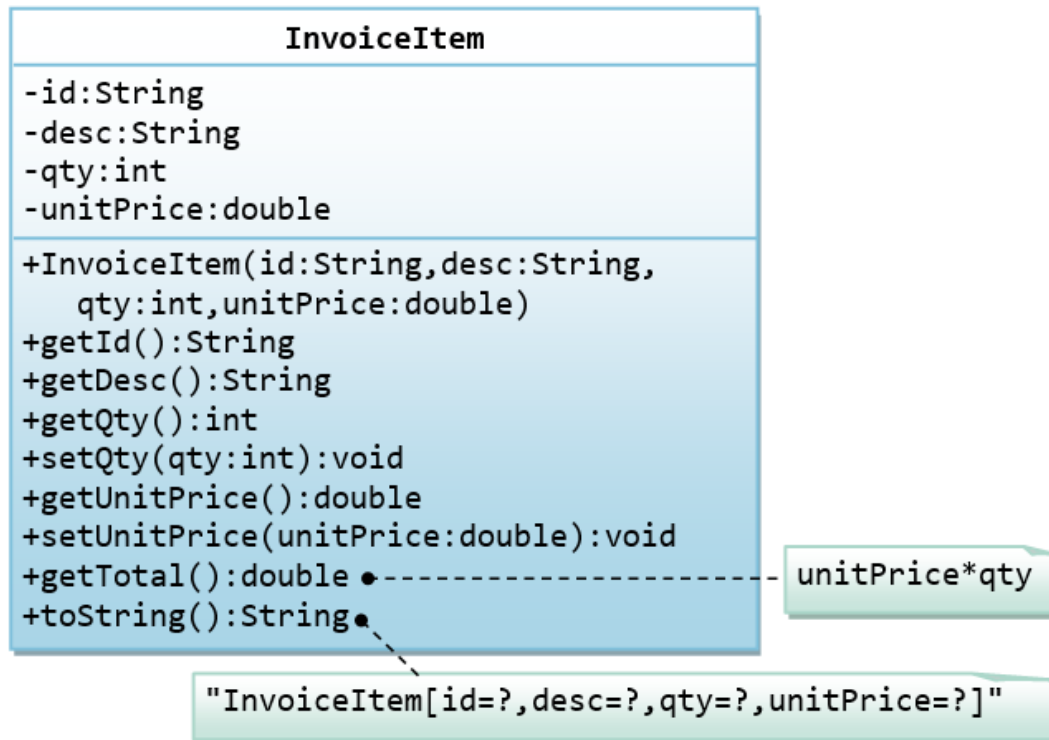 InvoiceItem
-id:String
-desc:String
-qty:int
-unitPrice:double
+InvoiceItem(id:String,desc:String,
qty:int,unitPrice:double)
+getId():String
+getDesc():String
+getQty():int
+setQty(qty:int):void
+getUnitPrice():double
+setUnitPrice(unitPrice:double):void
+getTotal():double
unitPrice*qty
+toString():String
"InvoiceItem[id=?,desc=?,qty=?,unitPrice=?]"